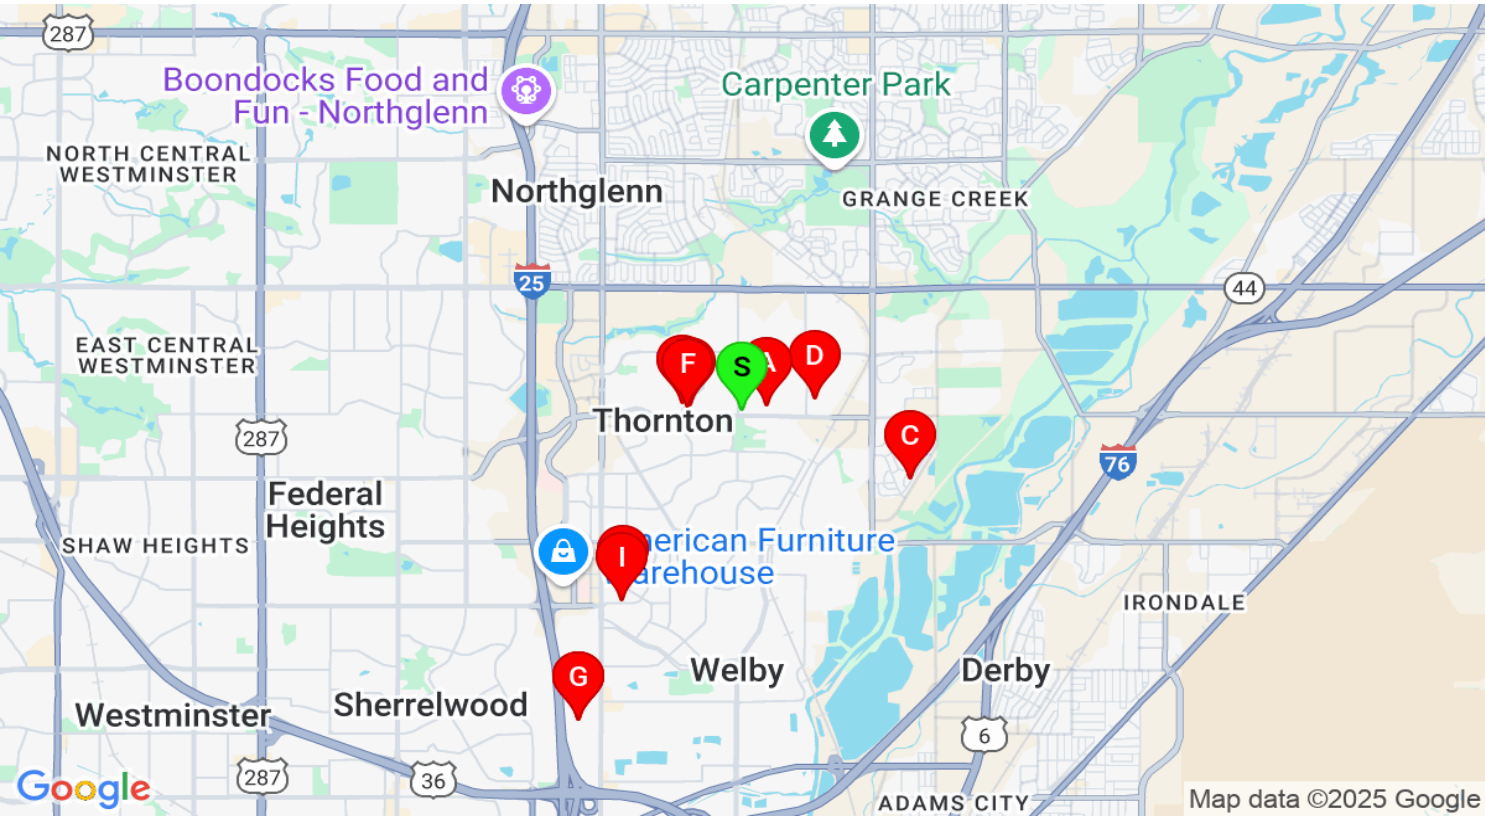 287
Boondocks Food and
Fun - Northglenn
Carpenter Park
NORTH CENTRAL
WESTMINSTER
Northglenn
GRANGE CREEK
25
44
EAST CENTRAL
WESTMINSTER
F
S
A
D
Thornton
C
287
76
Federal
Heights
SHAW HEIGHTS
I
merican Furniture
arehouse
IRONDALE
Welby
Derby
G
Sherrelwood
Westminster
6
287
36
Google
ADAMS CITY
Map data ©2025 Google